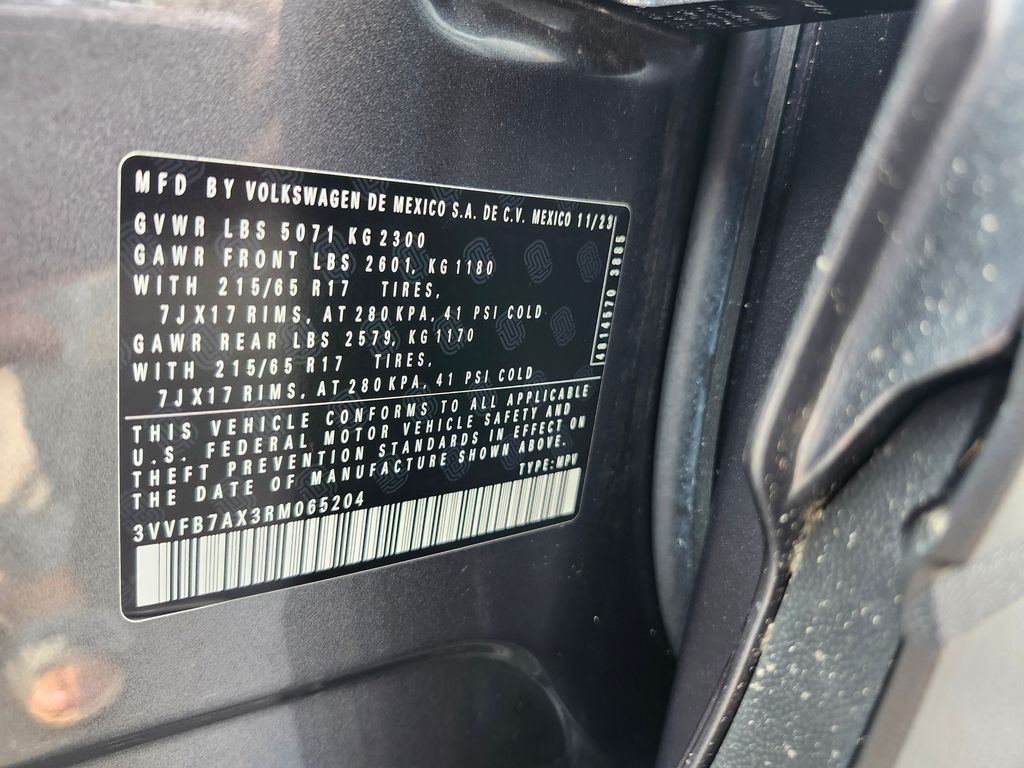 MFD BY VOLKSWAGEN DE MEXICO S.A. DE C.V. MEXICO 11/23
GVWR LBS 5071 KG 2300
GAWR FRONT LBS 2601, KG 1180
WITH 215/65 R17 TIRES,
7JX17 RIMS, AT 280 KPA, 41 PSI COLD
GAWR REAR LBS 2579, KG 1170
WITH 215/65 R17 TIRES,
7JX17 RIMS, AT 280 KPA, 41 PSI COLD
4914570 3985
THIS VEHICLE CONFORMS TO ALL APPLICABLE
U.S. FEDERAL MOTOR VEHICLE SAFETY AND
THEFT PREVENTION STANDARDS IN EFFECT ON
THE DATE OF MANUFACTURE SHOWN ABOVE.
TYPE: MPV
3VVFB7AX3RM065204